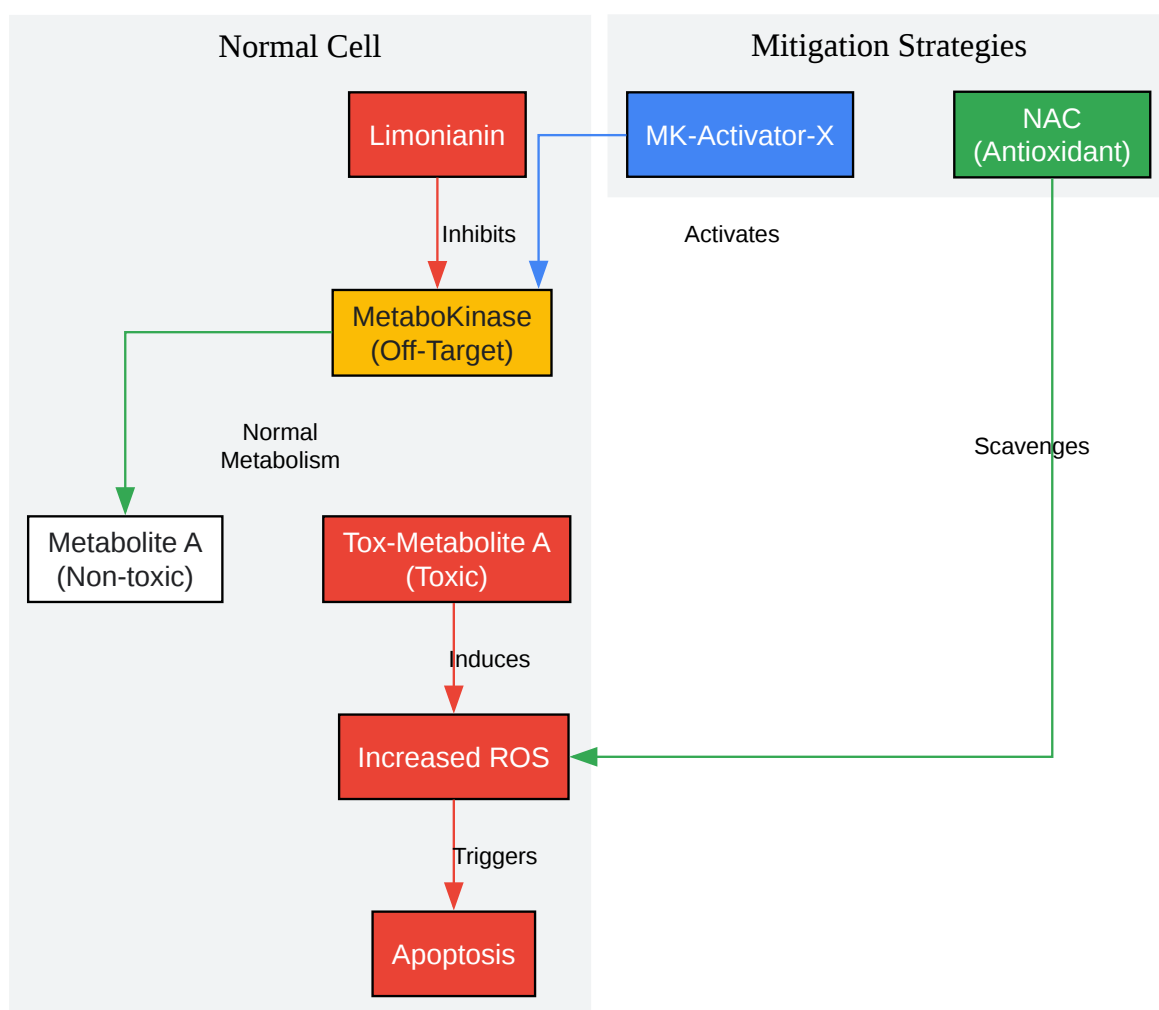 Normal Cell
Mitigation Strategies
Limonianin
MK-Activator-X
NAC
(Antioxidant)
Inhibits
Activates
MetaboKinase
(Off-Target)
Normal
Metabolism
Scavenges
Metabolite A
(Non-toxic)
Tox-Metabolite A
(Toxic)
Induces
Increased ROS
Triggers
Apoptosis